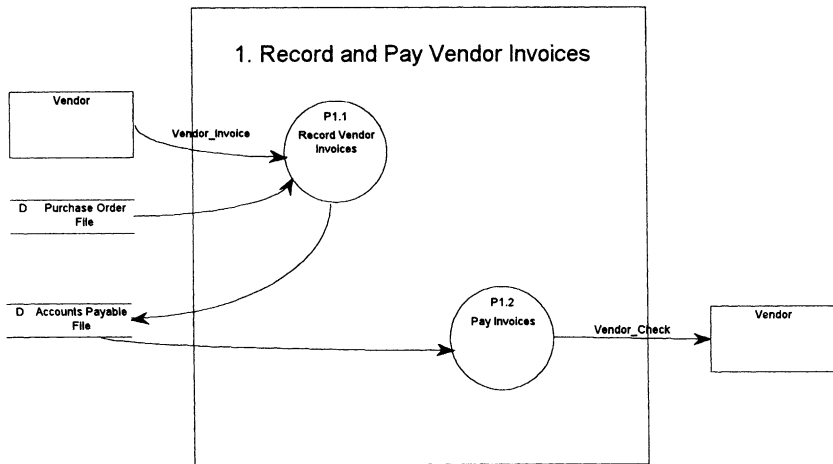 1. Record and Pay Vendor Invoices
Vendor
Vendor_Invoice
P1.1
Record Vendor
Invoices
D Purchase Order
File
D Accounts Payable
File
P1.2
Pay Invoices
Vendor_Check
Vendor